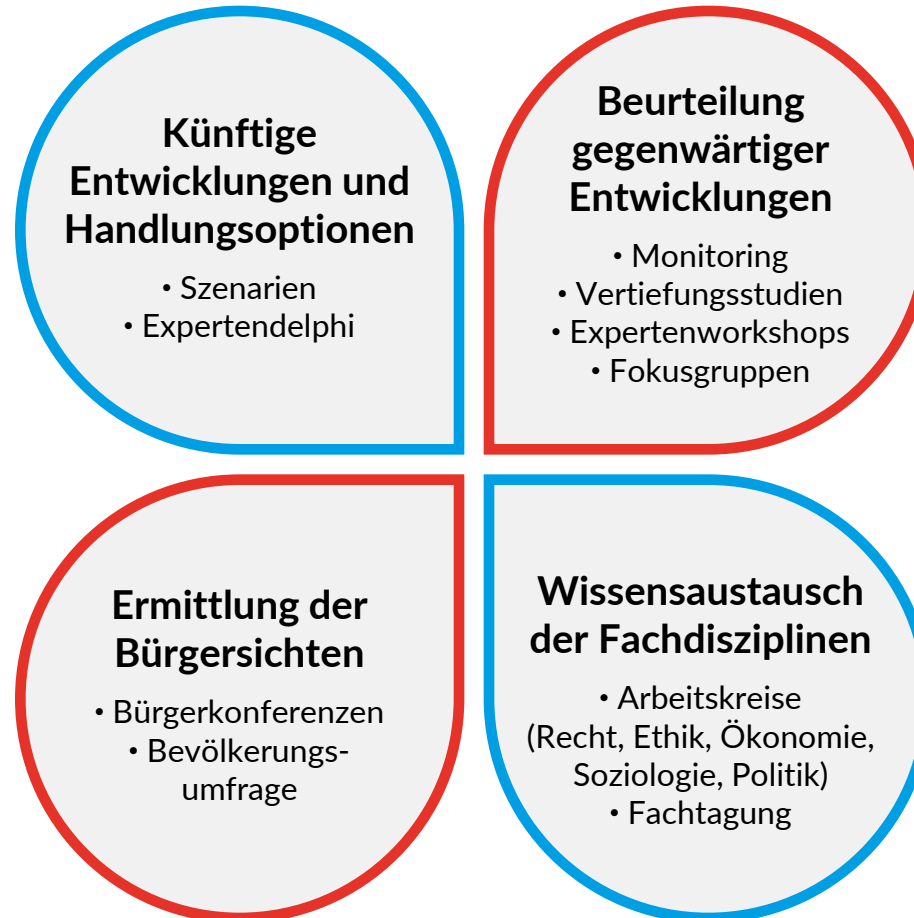 Künftige
Entwicklungen und
Handlungsoptionen
• Szenarien
• Expertendelphi
Beurteilung
gegenwärtiger
Entwicklungen
• Monitoring
• Vertiefungsstudien
• Expertenworkshops
• Fokusgruppen
Ermittlung der
Bürgersichten
• Bürgerkonferenzen
• Bevölkerungs-
umfrage
Wissensaustausch
der Fachdisziplinen
• Arbeitskreise
(Recht, Ethik, Ökonomie,
Soziologie, Politik)
• Fachtagung